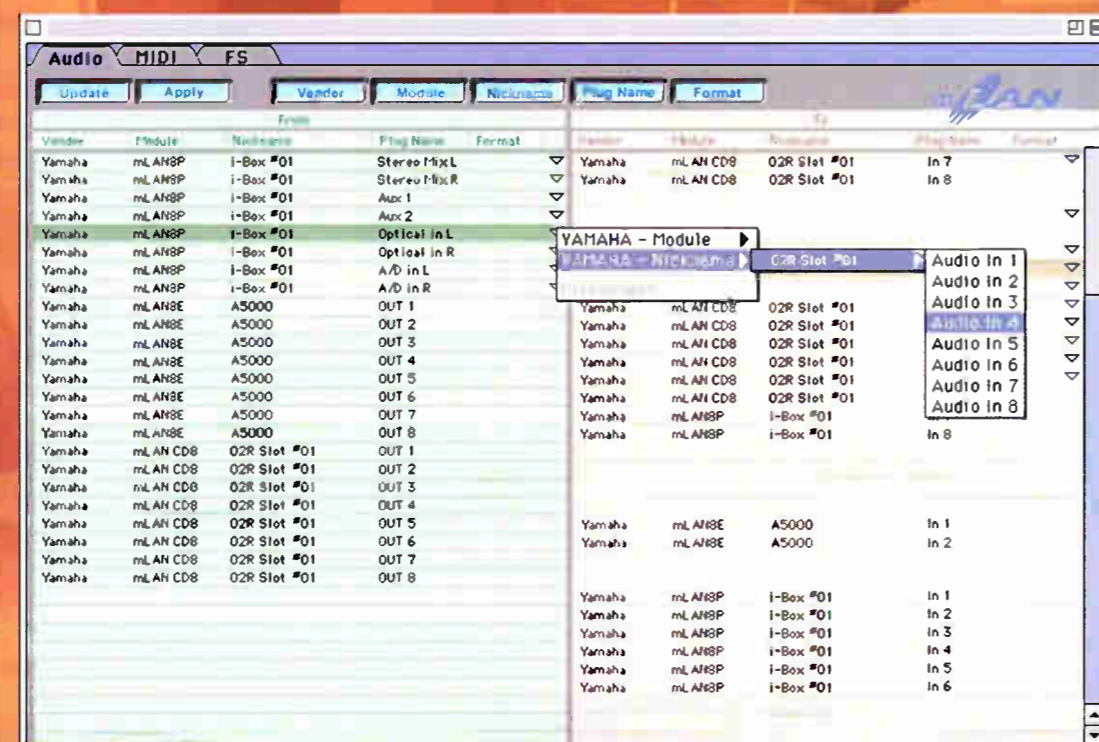 Audio MIDI FS
Update Apply Vender Module Nickname Plug Name Format
mLAN
From To
Vender Module Nickname Plug Name Format Vender Module Nickname Plug Name Format
Yamaha mLAN8P i-Box #01 Stereo Mix L Yamaha mLAN CD8 02R Slot #01 In 7
Yamaha mLAN8P i-Box #01 Stereo Mix R Yamaha mLAN CD8 02R Slot #01 In 8
Yamaha mLAN8P i-Box #01 Aux 1
Yamaha mLAN8P i-Box #01 Aux 2
Yamaha mLAN8P i-Box #01 Optical in L
Yamaha mLAN8P i-Box #01 Optical in R
Yamaha mLAN8P i-Box #01 A/D in L
Yamaha mLAN8P i-Box #01 A/D in R
YAMAHA - Module
YAMAHA - Nickname 02R Slot #01
Audio In 1
Audio In 2
Audio In 3
Audio In 4
Audio In 5
Audio In 6
Audio In 7
Audio In 8
Yamaha mLAN8E A5000 OUT 1 Yamaha mLAN CD8 02R Slot #01
Yamaha mLAN8E A5000 OUT 2 Yamaha mLAN CD8 02R Slot #01
Yamaha mLAN8E A5000 OUT 3 Yamaha mLAN CD8 02R Slot #01
Yamaha mLAN8E A5000 OUT 4 Yamaha mLAN CD8 02R Slot #01
Yamaha mLAN8E A5000 OUT 5 Yamaha mLAN CD8 02R Slot #01
Yamaha mLAN8E A5000 OUT 6 Yamaha mLAN CD8 02R Slot #01
Yamaha mLAN8E A5000 OUT 7 Yamaha mLAN8P i-Box #01
Yamaha mLAN8E A5000 OUT 8 Yamaha mLAN8P i-Box #01 In 8
Yamaha mLAN CD8 02R Slot #01 OUT 1
Yamaha mLAN CD8 02R Slot #01 OUT 2
Yamaha mLAN CD8 02R Slot #01 OUT 3
Yamaha mLAN CD8 02R Slot #01 OUT 4
Yamaha mLAN CD8 02R Slot #01 OUT 5 Yamaha mLAN8E A5000 In 1
Yamaha mLAN CD8 02R Slot #01 OUT 6 Yamaha mLAN8E A5000 In 2
Yamaha mLAN CD8 02R Slot #01 OUT 7
Yamaha mLAN CD8 02R Slot #01 OUT 8
Yamaha mLAN8P i-Box #01 In 1
Yamaha mLAN8P i-Box #01 In 2
Yamaha mLAN8P i-Box #01 In 3
Yamaha mLAN8P i-Box #01 In 4
Yamaha mLAN8P i-Box #01 In 5
Yamaha mLAN8P i-Box #01 In 6